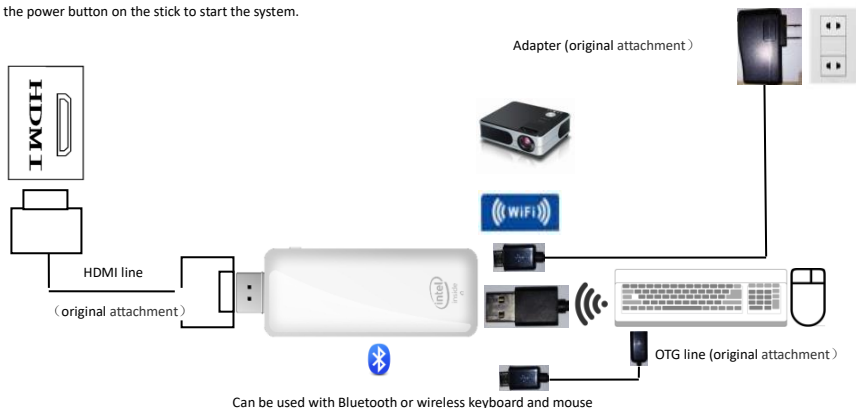 the power button on the stick to start the system.
Adapter (original attachment）
HDMI
WiFi
HDMI line
（original attachment）
intel
inside
OTG line (original attachment）
Can be used with Bluetooth or wireless keyboard and mouse